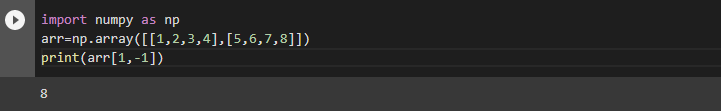 import numpy as np
arr=np.array([[1,2,3,4],[5,6,7,8]])
print(arr[1,-1])
8